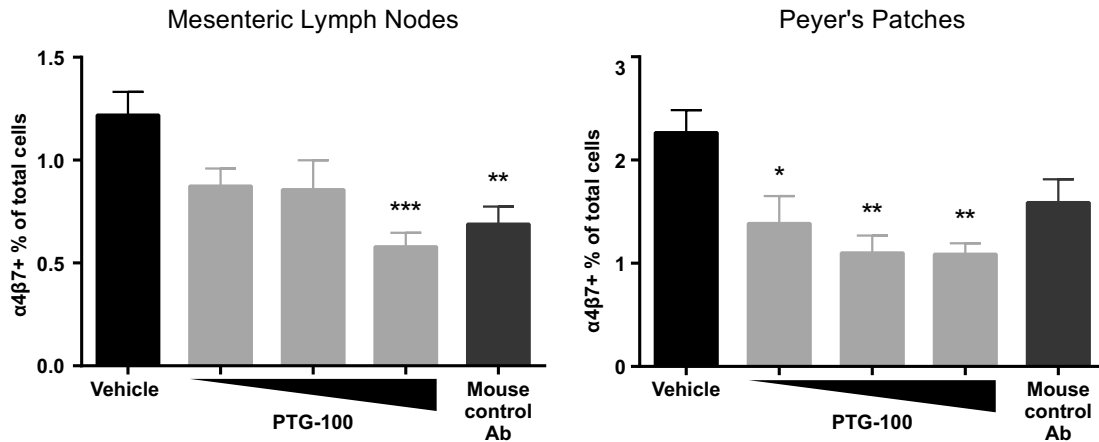 Mesenteric Lymph Nodes
α4β7+ % of total cells
1.5
1.0
0.5
0.0
***
**
Vehicle
PTG-100
Mouse
control
Ab
Peyer's Patches
α4β7+ % of total cells
3
2
1
0
*
**
**
Vehicle
PTG-100
Mouse
control
Ab